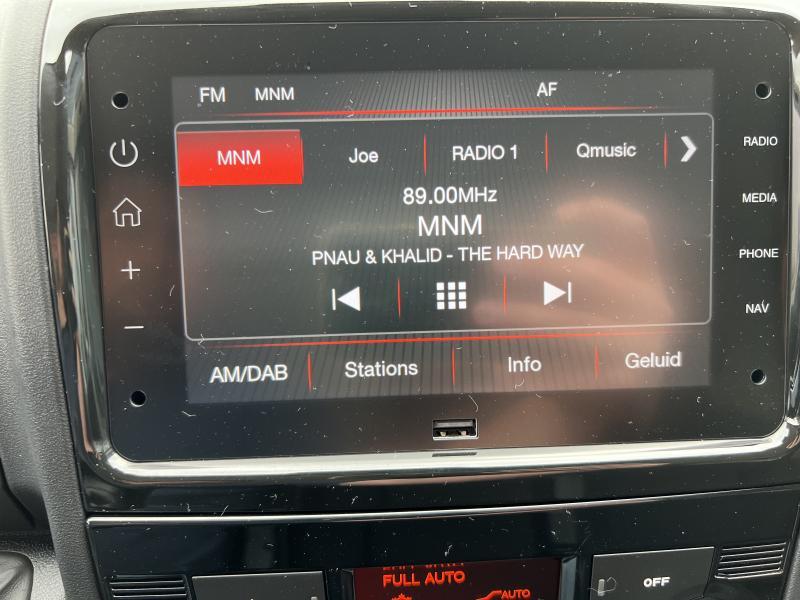 FM MNM AF
MNM Joe RADIO 1 Qmusic
89.00MHz
MNM
PNAU & KHALID - THE HARD WAY
AM/DAB Stations Info Geluid
RADIO
MEDIA
PHONE
NAV
FULL AUTO
AUTO
OFF